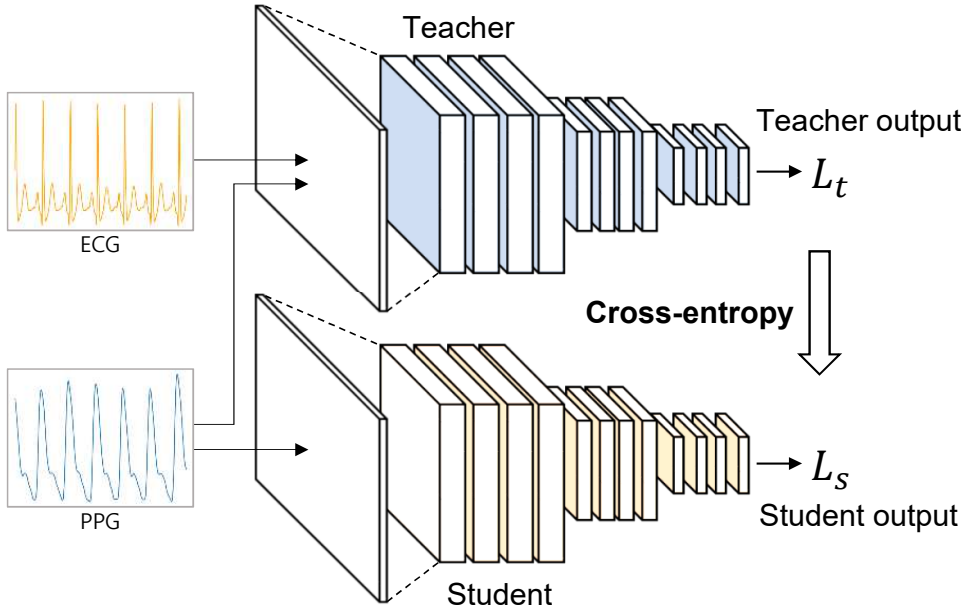 Teacher
ECG
Teacher output
L_t
Cross-entropy
PPG
L_s
Student output
Student